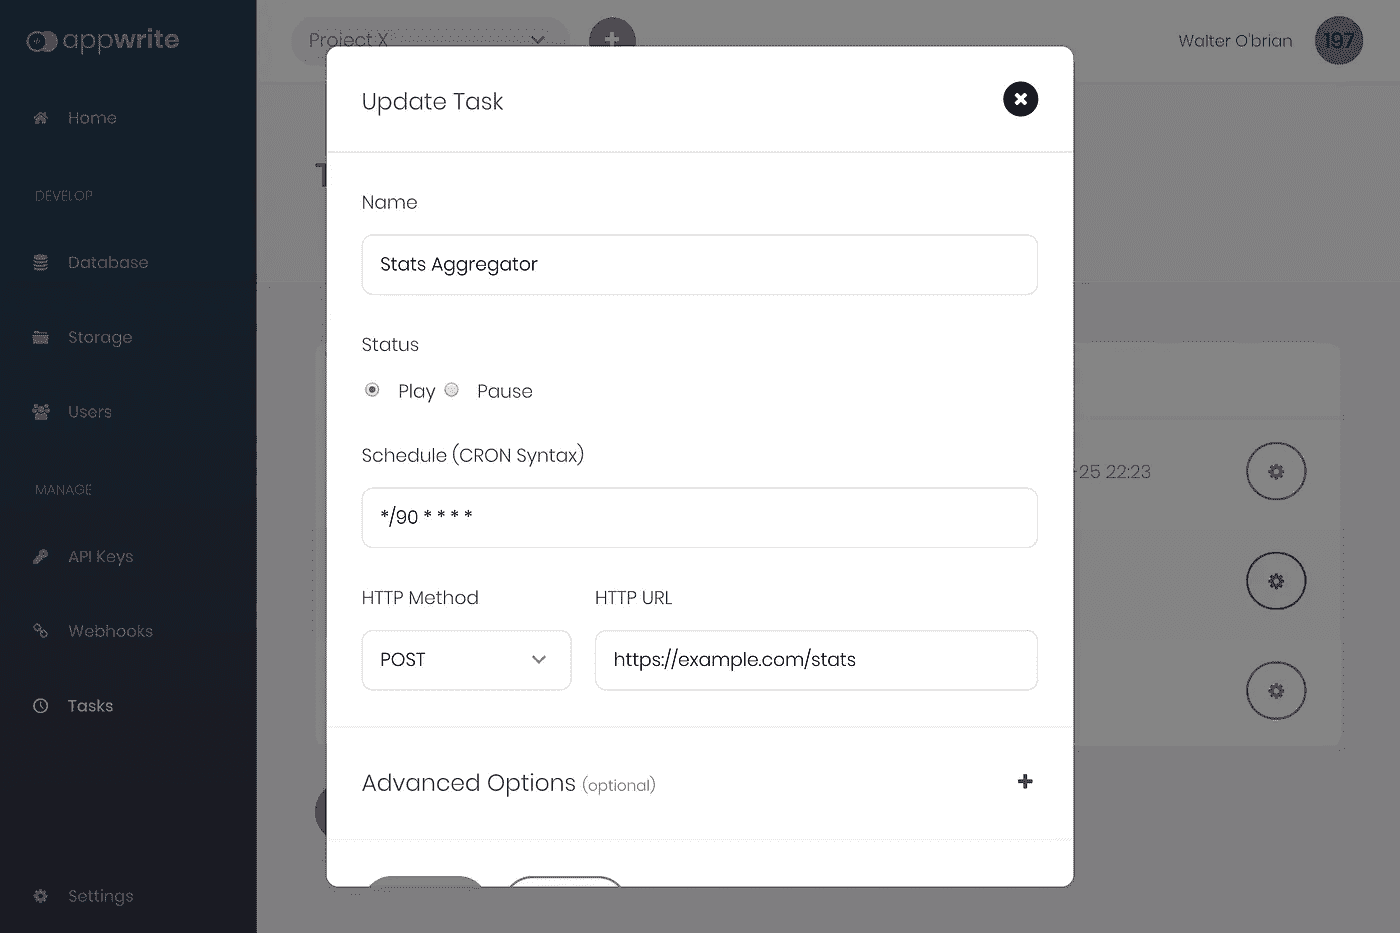 appwrite
Project X
Walter O'brian
197
Home
DEVELOP
Database
Storage
Users
MANAGE
API Keys
Webhooks
Tasks
Settings
Update Task
Name
Stats Aggregator
Status
Play Pause
Schedule (CRON Syntax)
*/90 * * * *
HTTP Method HTTP URL
POST https://example.com/stats
Advanced Options (optional)
-25 22:23